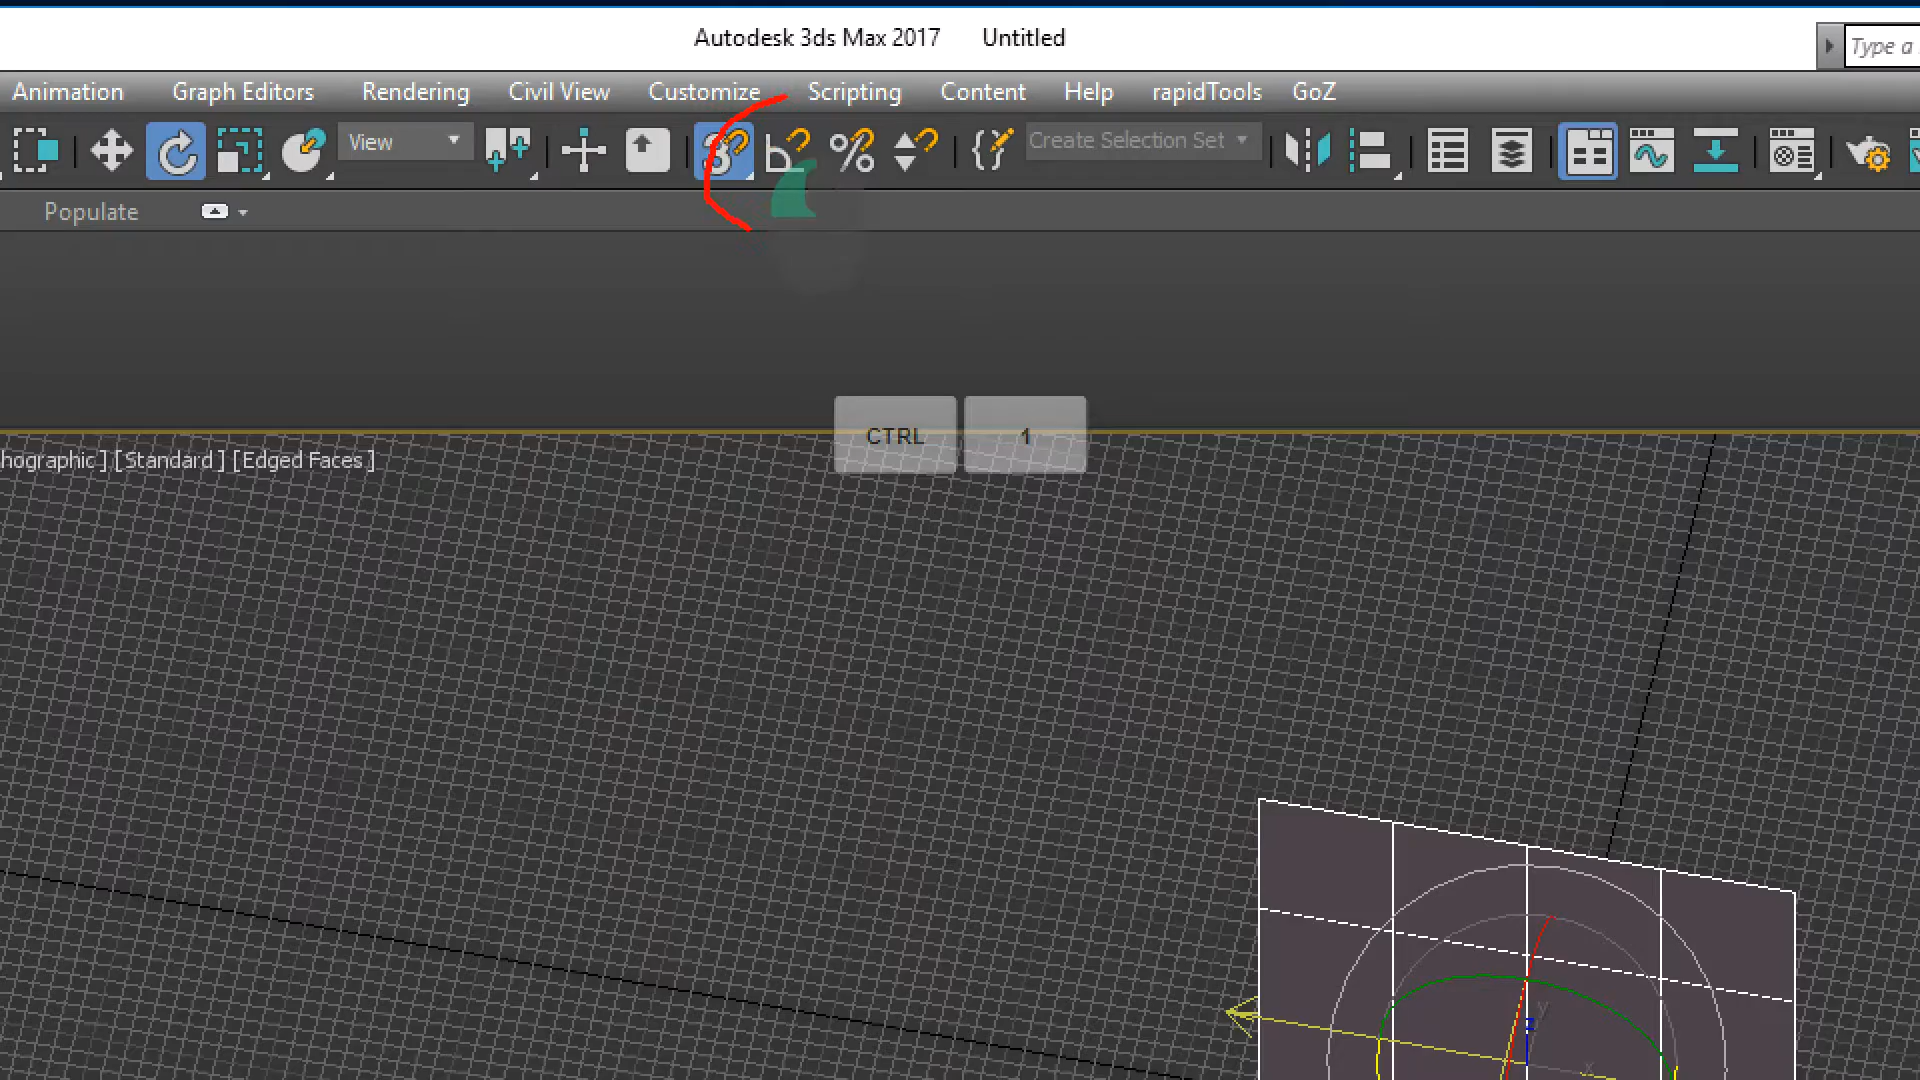 Autodesk 3ds Max 2017 Untitled
Type a
Animation Graph Editors Rendering Civil View Customize Scripting Content Help rapidTools GoZ
View
3
%
{}
Create Selection Set
Populate
CTRL 1
hographic ] [Standard ] [Edged Faces ]
y
x